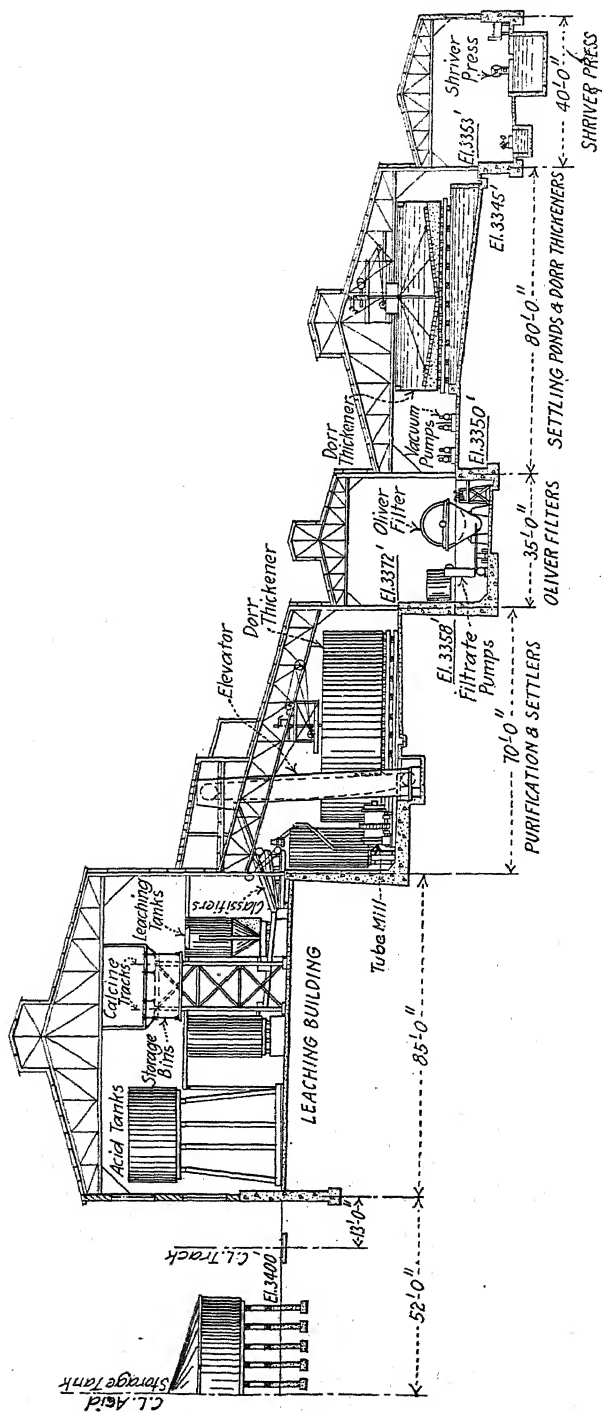 C.L. Acid
Storage Tank
C.L. Track
El.3400
13'-0"
52'-0"
Acid Tanks
Calcine
Tracks
Storage
Bins
Leaching
Tanks
Classifiers
LEACHING BUILDING
85'-0"
Elevator
Dorr
Thickener
Tube Mill
70'-0"
PURIFICATION & SETTLERS
El.3372'
El.3358'
Filtrate
Pumps
Oliver
Filter
35'-0"
OLIVER FILTERS
Dorr
Thickener
Vacuum
Pumps
El.3350'
80'-0"
SETTLING PONDS & DORR THICKENERS
El.3345'
El.3353'
Shriver
Press
40'-0"
SHRIVER PRESS